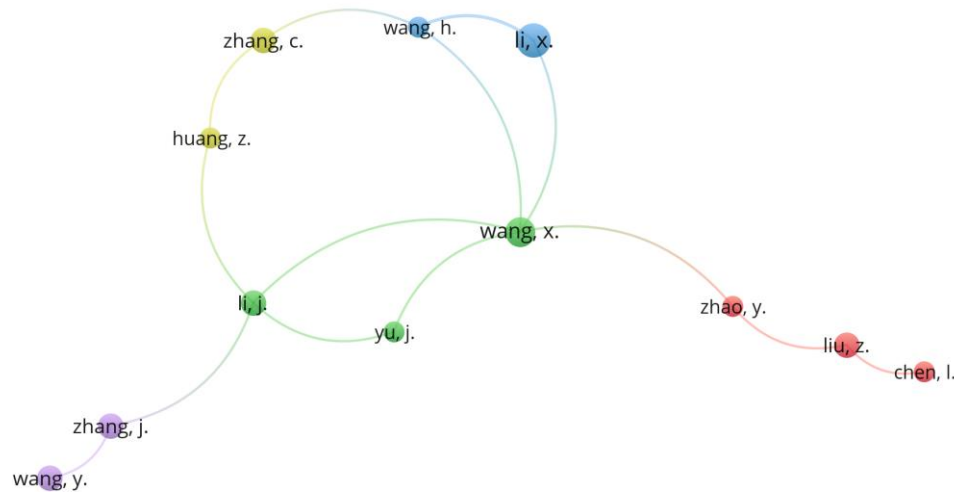 wang, h.
zhang, c.
li, x.
huang, z.
wang, x.
li, j.
zhao, y.
yu, j.
liu, z.
chen, l.
zhang, j.
wang, y.